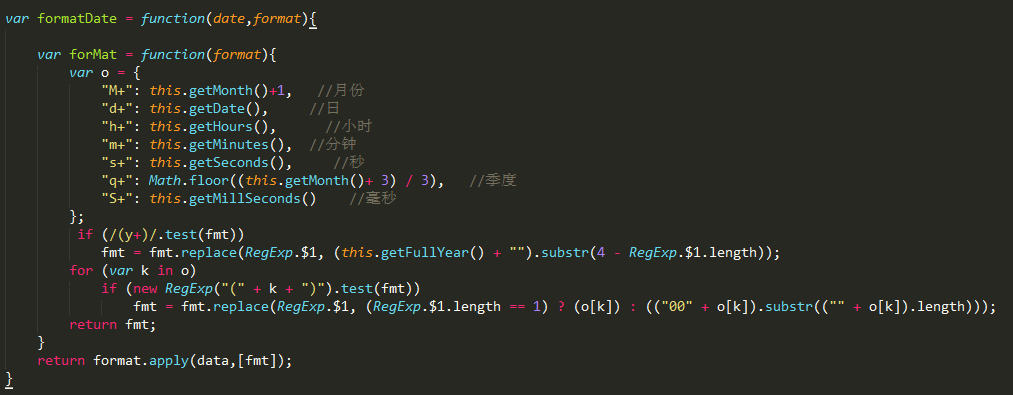 var formatDate = function(date,format){
var forMat = function(format){
var o = {
"M+": this.getMonth()+1, //月份
"d+": this.getDate(), //日
"h+": this.getHours(), //小时
"m+": this.getMinutes(), //分钟
"s+": this.getSeconds(), //秒
"q+": Math.floor((this.getMonth()+ 3) / 3), //季度
"S+": this.getMillSeconds() //毫秒
};
if (/(y+)/.test(fmt))
fmt = fmt.replace(RegExp.$1, (this.getFullYear() + "").substr(4 - RegExp.$1.length));
for (var k in o)
if (new RegExp("(" + k + ")").test(fmt))
fmt = fmt.replace(RegExp.$1, (RegExp.$1.length == 1) ? (o[k]) : (("00" + o[k]).substr(("" + o[k]).length)));
return fmt;
}
return format.apply(data,[fmt]);
}